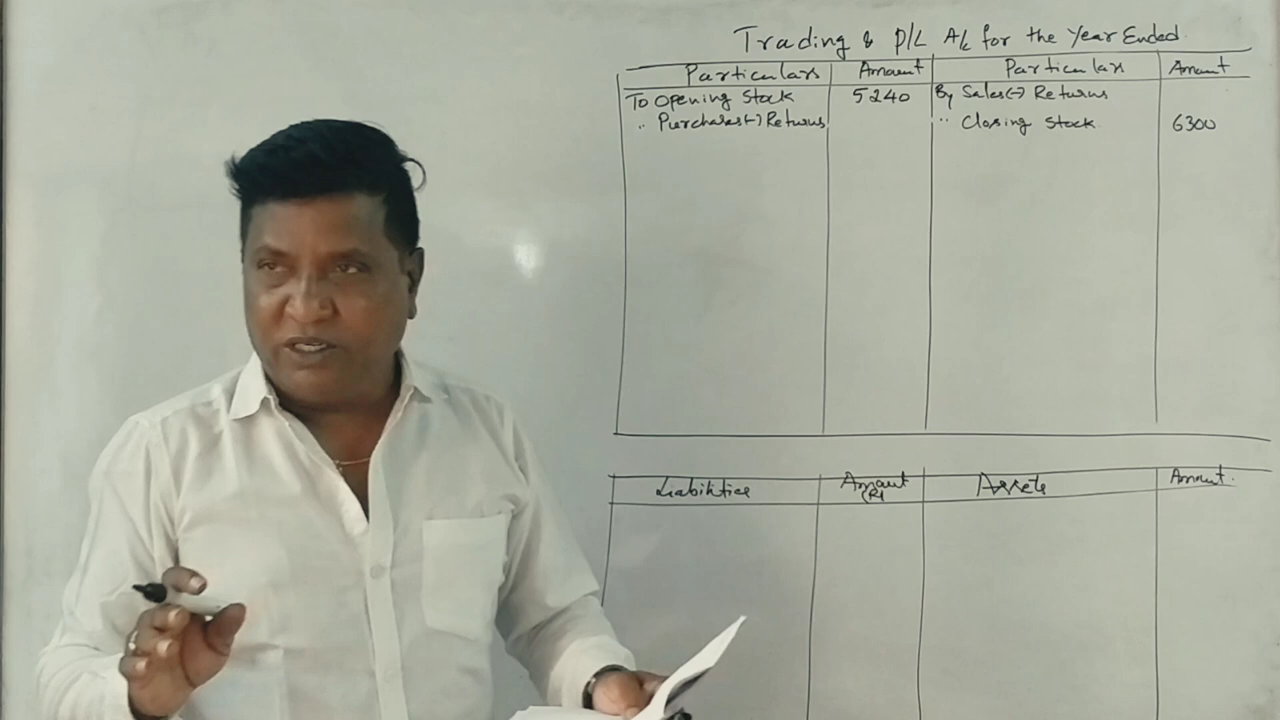 Trading & P/L A/c for the Year Ended
Particulars Amount Particulars Amount
To Opening Stock 5240 By Sales(-) Returns
" Purchases(-) Returns " Closing Stock 6300
Liabilities Amount (R) Assets Amount.